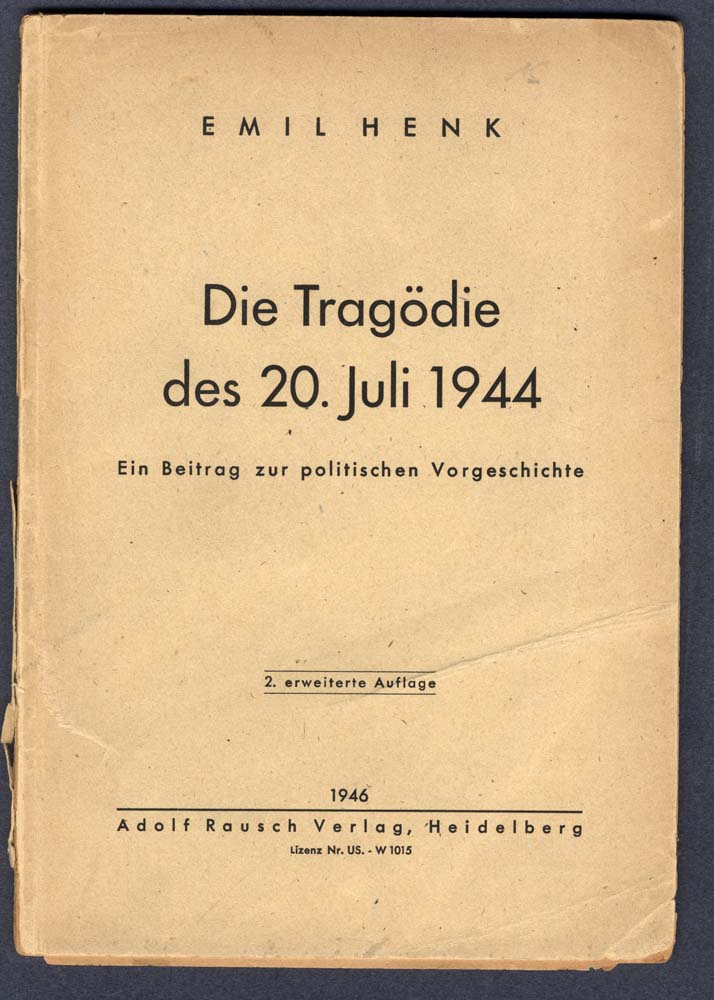 EMIL HENK
Die Tragödie
des 20. Juli 1944
Ein Beitrag zur politischen Vorgeschichte
2. erweiterte Auflage
1946
Adolf Rausch Verlag, Heidelberg
Lizenz Nr. US. - W 1015